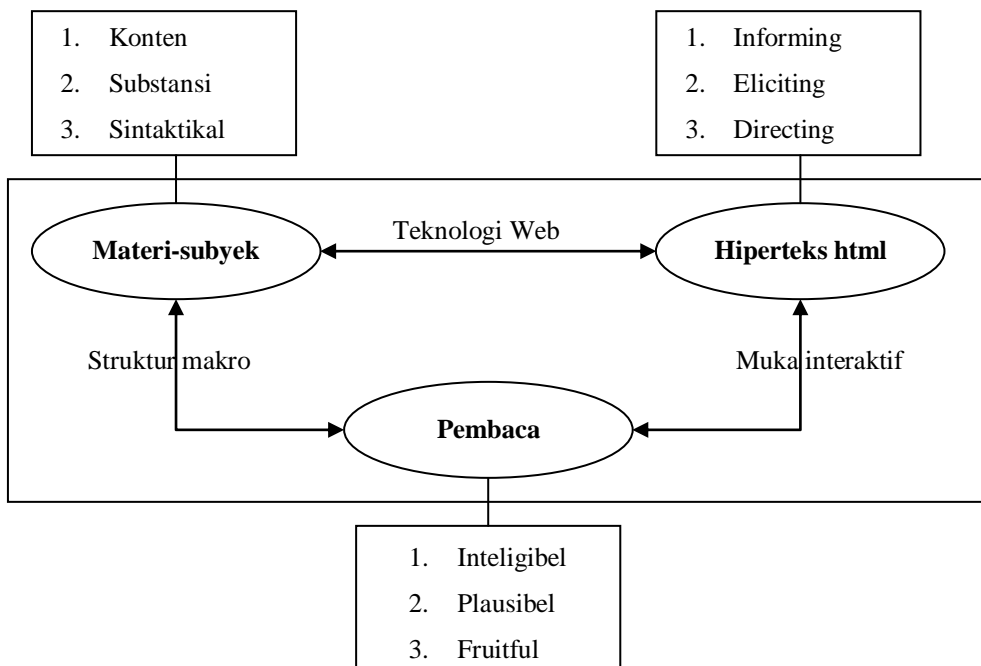 1. Konten
2. Substansi
3. Sintaktikal
1. Informing
2. Eliciting
3. Directing
Materi-subyek
Teknologi Web
Hiperteks html
Struktur makro
Muka interaktif
Pembaca
1. Inteligibel
2. Plausibel
3. Fruitful